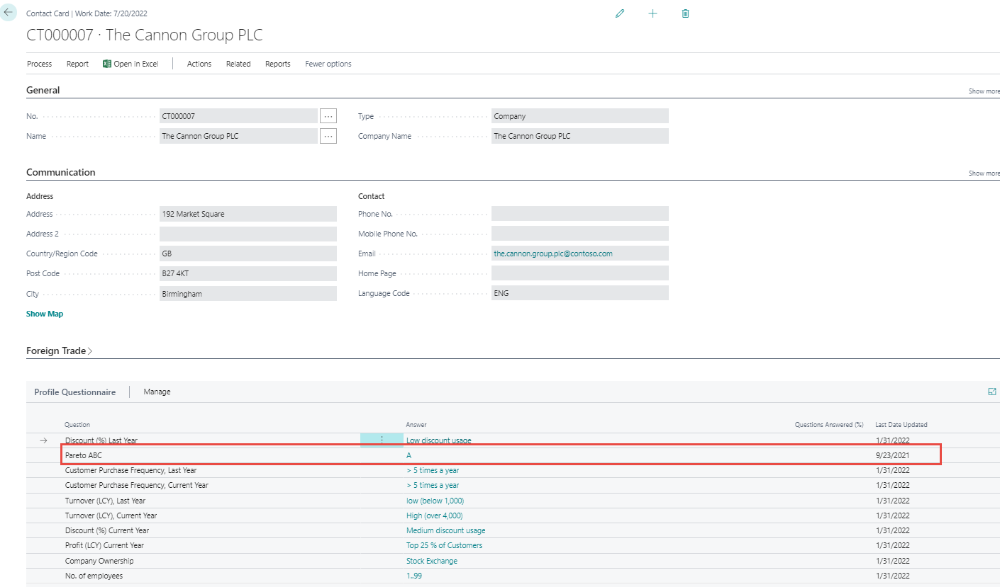 Contact Card | Work Date: 7/20/2022
CT000007 · The Cannon Group PLC
Process Report Open in Excel Actions Related Reports Fewer options
General Show more
No. CT000007 ... Type Company
Name The Cannon Group PLC ... Company Name The Cannon Group PLC
Communication Show more
Address Contact
Address 192 Market Square Phone No.
Address 2 Mobile Phone No.
Country/Region Code GB Email the.cannon.group.plc@contoso.com
Post Code B27 4KT Home Page
City Birmingham Language Code ENG
Show Map
Foreign Trade
Profile Questionnaire Manage
Question Answer Questions Answered (%) Last Date Updated
Discount (%) Last Year Low discount usage 1/31/2022
Pareto ABC A 9/23/2021
Customer Purchase Frequency, Last Year > 5 times a year 1/31/2022
Customer Purchase Frequency, Current Year > 5 times a year 1/31/2022
Turnover (LCY), Last Year low (below 1,000) 1/31/2022
Turnover (LCY), Current Year High (over 4,000) 1/31/2022
Discount (%) Current Year Medium discount usage 1/31/2022
Profit (LCY) Current Year Top 25 % of Customers 1/31/2022
Company Ownership Stock Exchange 1/31/2022
No. of employees 1..99 1/31/2022